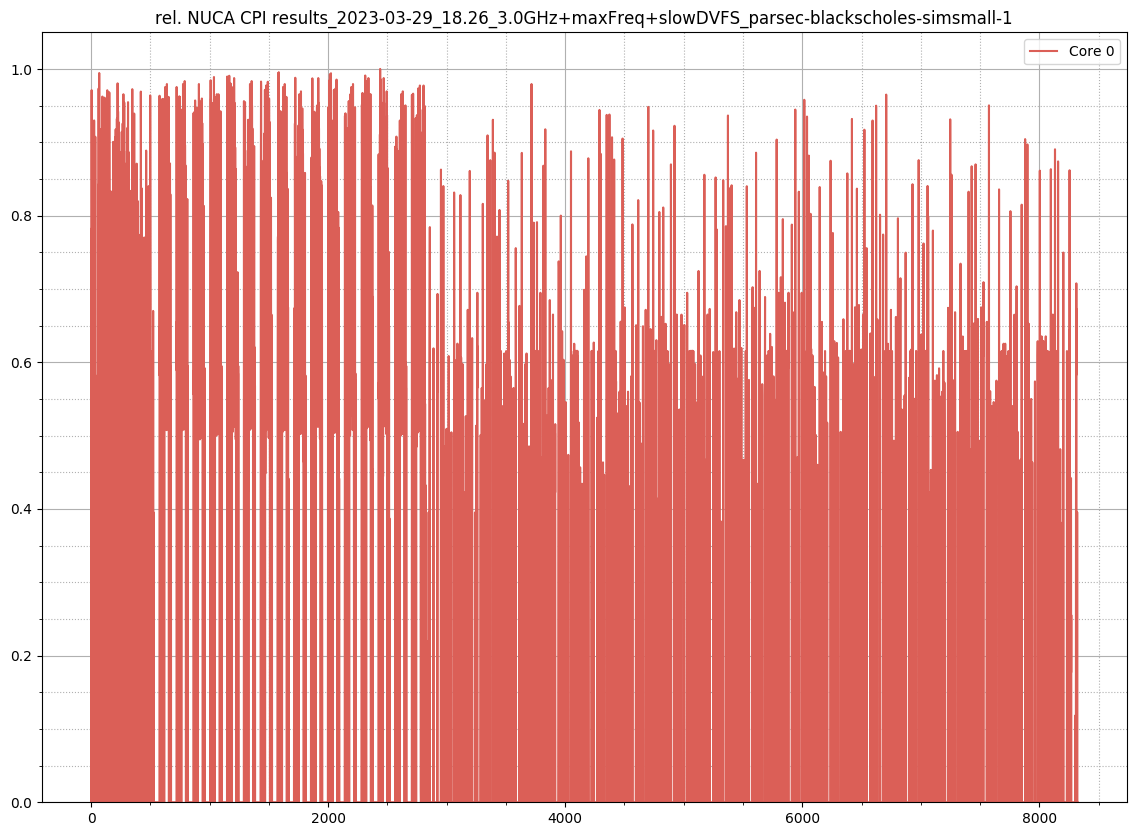 rel. NUCA CPI results_2023-03-29_18.26_3.0GHz+maxFreq+slowDVFS_parsec-blackscholes-simsmall-1
Core 0
1.0
0.8
0.6
0.4
0.2
0.0
0 2000 4000 6000 8000